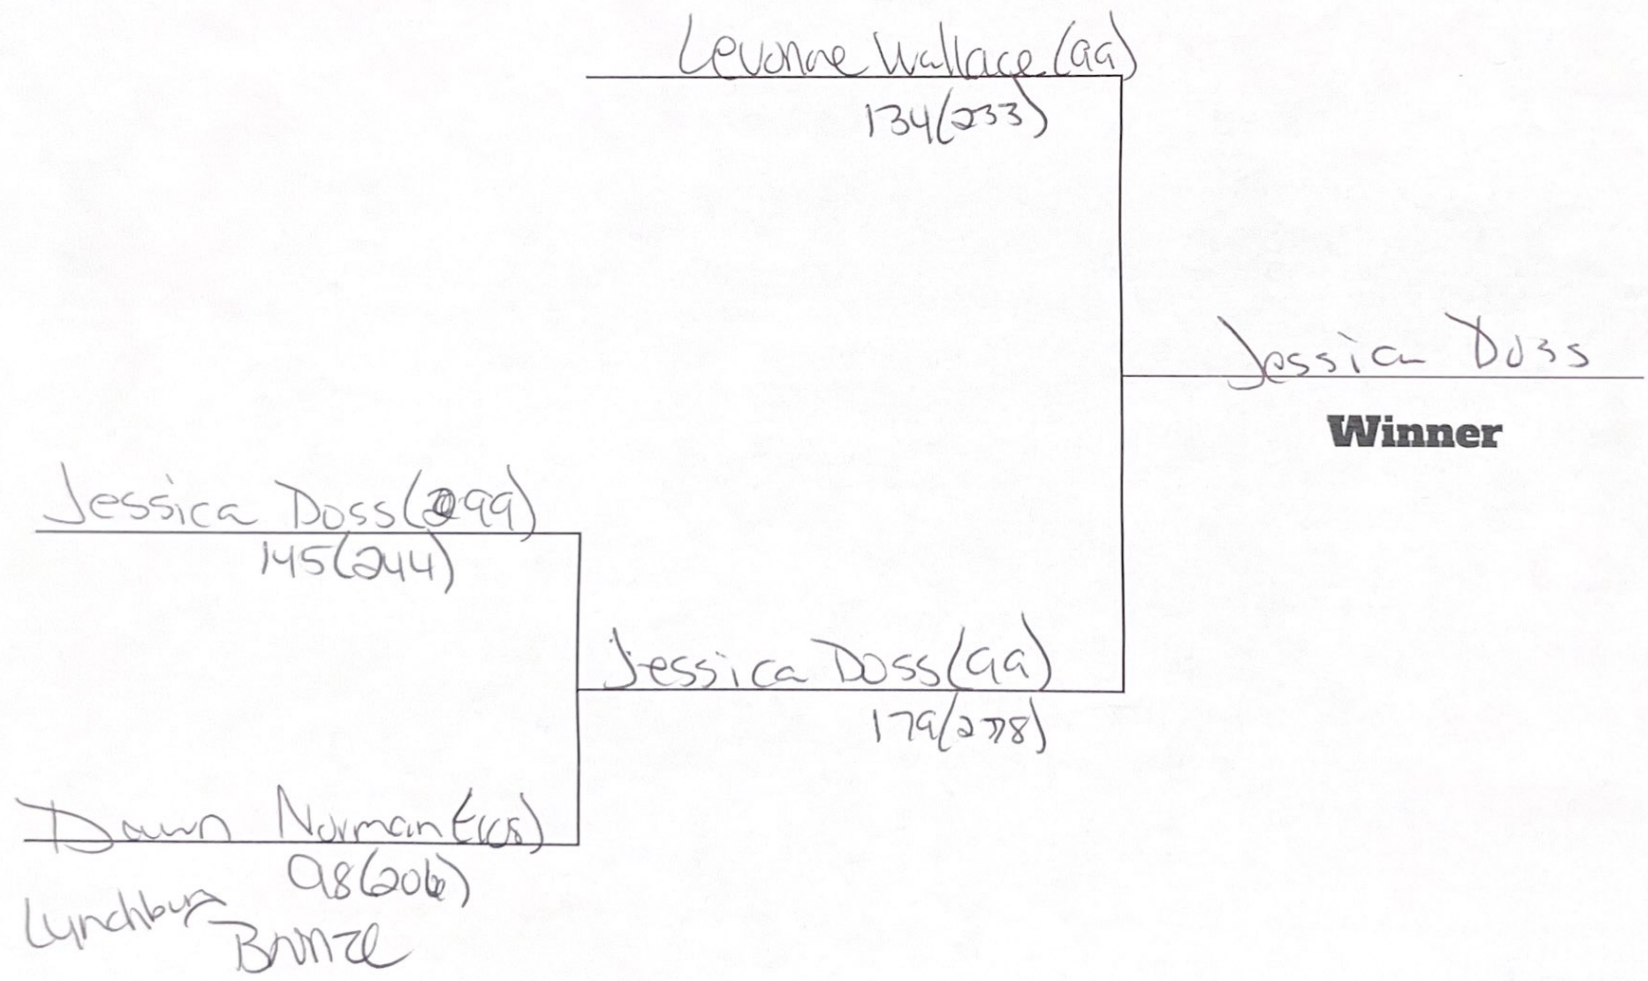 Levonne Wallace (99)
134(233)
Jessica Doss
Winner
Jessica Doss(99)
145(244)
Jessica Doss(99)
179(278)
Dawn Norman (108)
98(206)
Lynchburg
Bronze